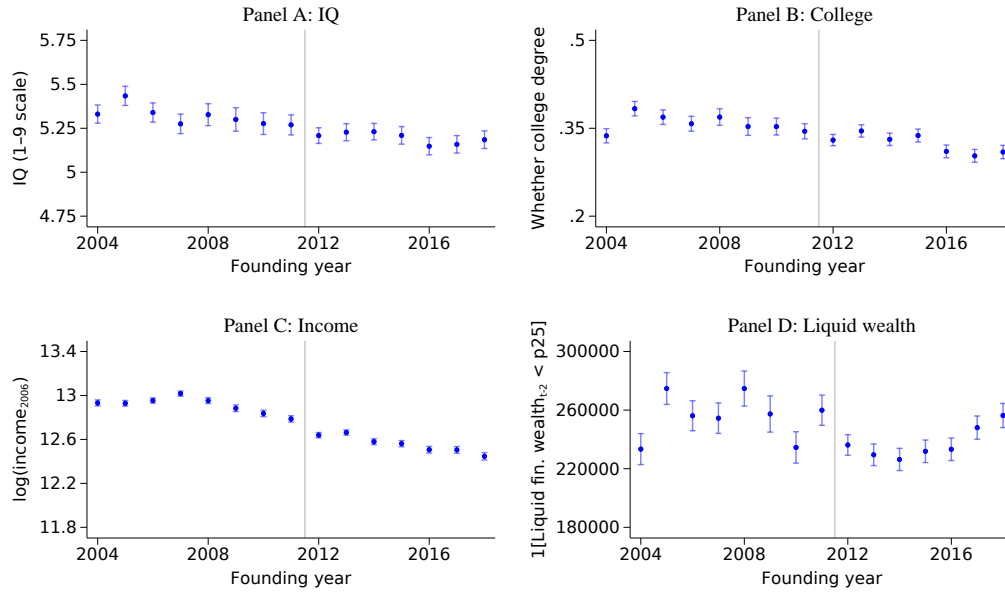 Panel A: IQ
5.75
5.5
5.25
5
4.75
IQ (1–9 scale)
2004 2008 2012 2016
Founding year
Panel B: College
.5
.35
.2
Whether college degree
2004 2008 2012 2016
Founding year
Panel C: Income
13.4
13
12.6
12.2
11.8
log(income2006)
2004 2008 2012 2016
Founding year
Panel D: Liquid wealth
300000
260000
220000
180000
1[Liquid fin. wealtht-2 < p25]
2004 2008 2012 2016
Founding year